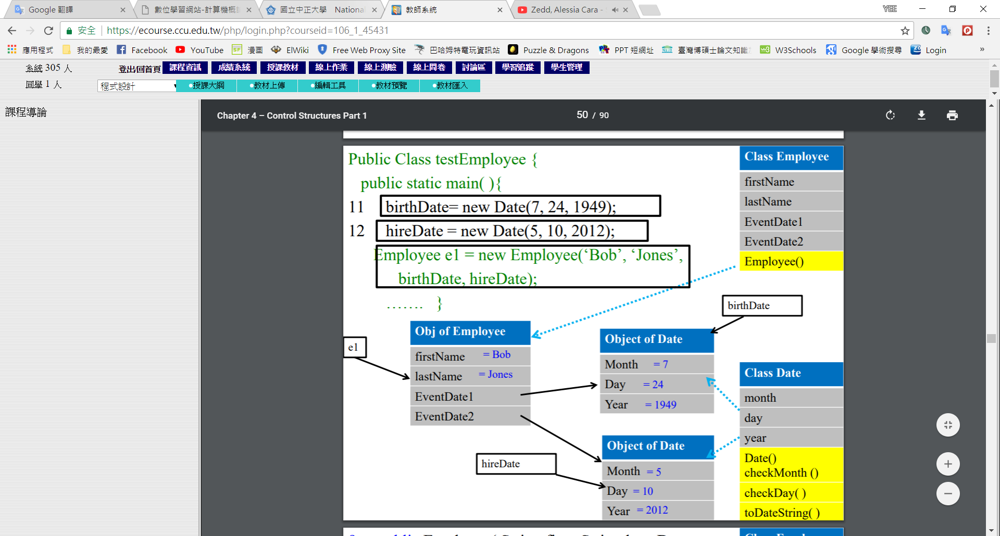 Google 翻譯
數位學習網站-計算機概
國立中正大學 National
教師系統
Zedd, Alessia Cara -
YEE
安全
https://ecourse.ccu.edu.tw/php/login.php?courseid=106_1_45431
應用程式
我的最愛
Facebook
YouTube
漫画
ElWiki
Free Web Proxy Site
巴哈姆特電玩資訊站
Puzzle & Dragons
PPT 短網址
臺灣博碩士論文知識
W3Schools
Google 學術搜尋
Login
»
系統 305 人
登出/回首頁
課程資訊
成績系統
授課教材
線上作業
線上測驗
線上問卷
討論區
學習追蹤
學生管理
同學 1 人
程式設計
•授課大綱
•教材上傳
•編輯工具
•教材預覽
•教材匯入
課程導論
Chapter 4 – Control Structures Part 1
50 / 90
Public Class testEmployee {
public static main( ){
11 birthDate= new Date(7, 24, 1949);
12 hireDate = new Date(5, 10, 2012);
Employee e1 = new Employee(‘Bob’, ‘Jones’,
birthDate, hireDate);
……. }
Class Employee
firstName
lastName
EventDate1
EventDate2
Employee()
birthDate
e1
Obj of Employee
firstName = Bob
lastName = Jones
EventDate1
EventDate2
Object of Date
Month = 7
Day = 24
Year = 1949
hireDate
Object of Date
Month = 5
Day = 10
Year = 2012
Class Date
month
day
year
Date()
checkMonth ()
checkDay( )
toDateString( )